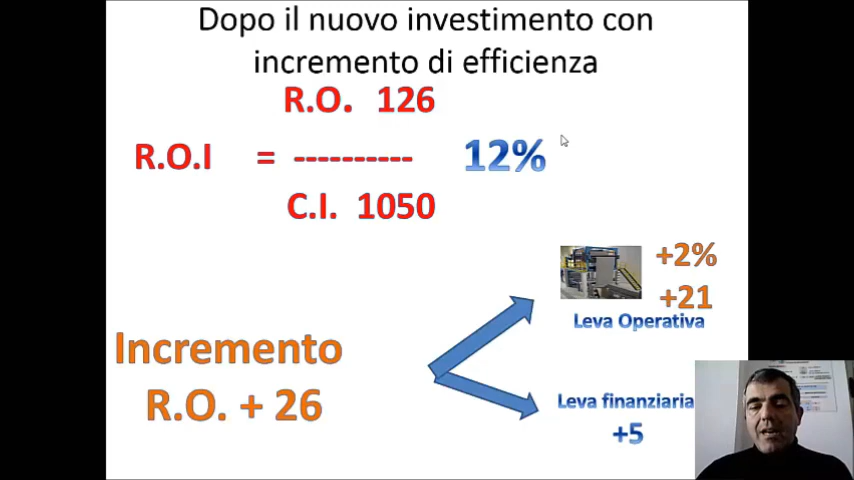 Dopo il nuovo investimento con
incremento di efficienza
R.O. 126
R.O.I = ---------- 12%
C.I. 1050
+2%
+21
Leva Operativa
Incremento
R.O. + 26
Leva finanziaria
+5